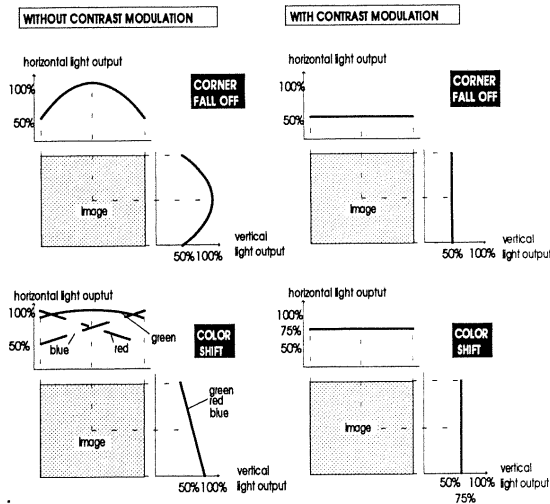 WITHOUT CONTRAST MODULATION
WITH CONTRAST MODULATION
horizontal light output
100%
50%
CORNER
FALL OFF
Image
vertical
50% 100% light output
horizontal light output
100%
50%
CORNER
FALL OFF
Image
vertical
50% 100% light output
horizontal light ouptut
100%
50%
blue
red
green
COLOR
SHIFT
Image
green
red
blue
vertical
50% 100% light output
horizontal light ouptut
100%
75%
50%
COLOR
SHIFT
Image
vertical
50% 100% light output
75%